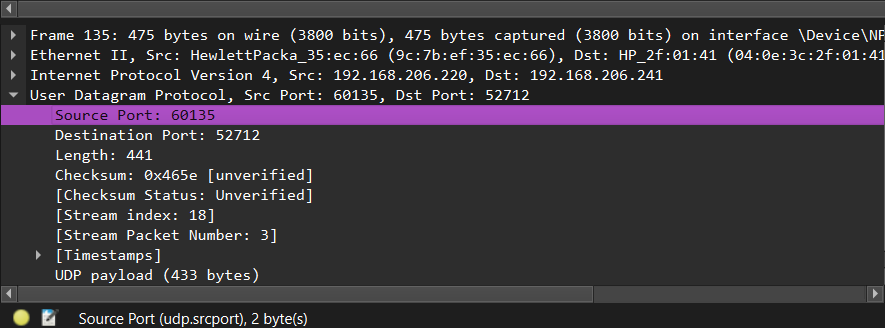 Frame 135: 475 bytes on wire (3800 bits), 475 bytes captured (3800 bits) on interface \Device\NP
Ethernet II, Src: HewlettPacka_35:ec:66 (9c:7b:ef:35:ec:66), Dst: HP_2f:01:41 (04:0e:3c:2f:01:41
Internet Protocol Version 4, Src: 192.168.206.220, Dst: 192.168.206.241
User Datagram Protocol, Src Port: 60135, Dst Port: 52712
Source Port: 60135
Destination Port: 52712
Length: 441
Checksum: 0x465e [unverified]
[Checksum Status: Unverified]
[Stream index: 18]
[Stream Packet Number: 3]
[Timestamps]
UDP payload (433 bytes)
Source Port (udp.srcport), 2 byte(s)